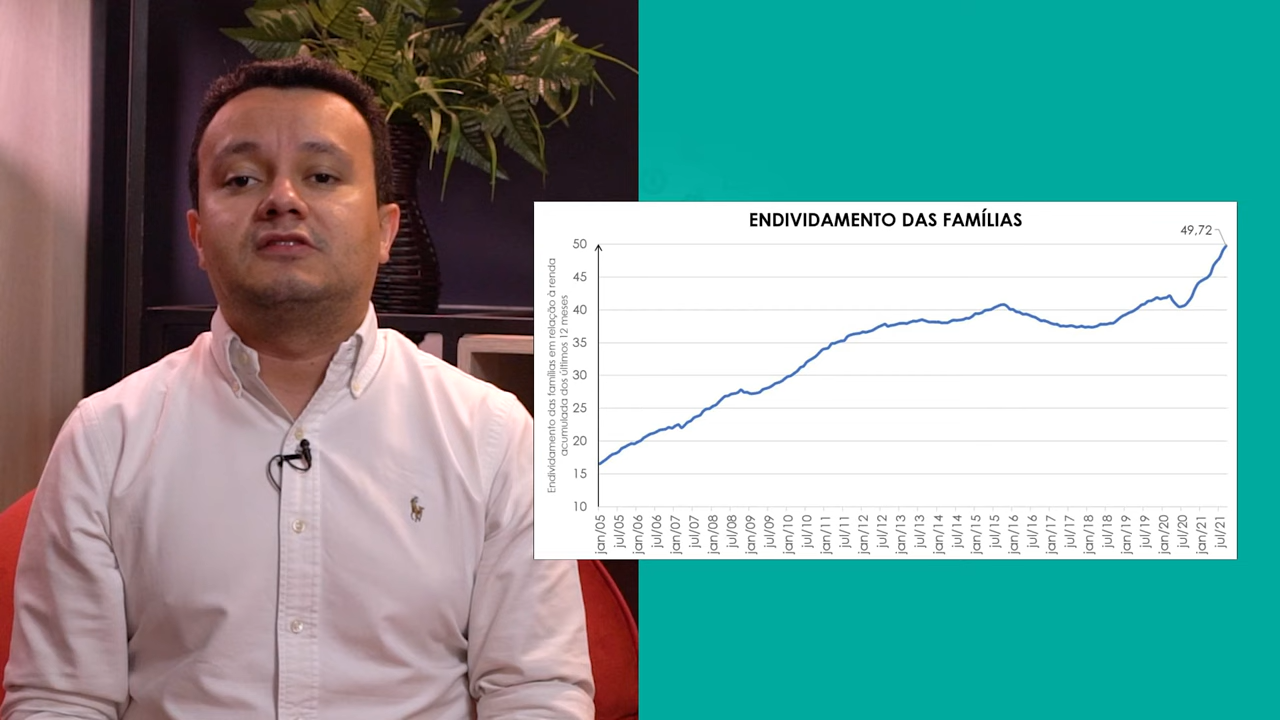 ENDIVIDAMENTO DAS FAMÍLIAS
49,72
Endividamento das famílias em relação à renda
acumulada dos últimos 12 meses
50
45
40
35
30
25
20
15
10
jan/05
jul/05
jan/06
jul/06
jan/07
jul/07
jan/08
jul/08
jan/09
jul/09
jan/10
jul/10
jan/11
jul/11
jan/12
jul/12
jan/13
jul/13
jan/14
jul/14
jan/15
jul/15
jan/16
jul/16
jan/17
jul/17
jan/18
jul/18
jan/19
jul/19
jan/20
jul/20
jan/21
jul/21